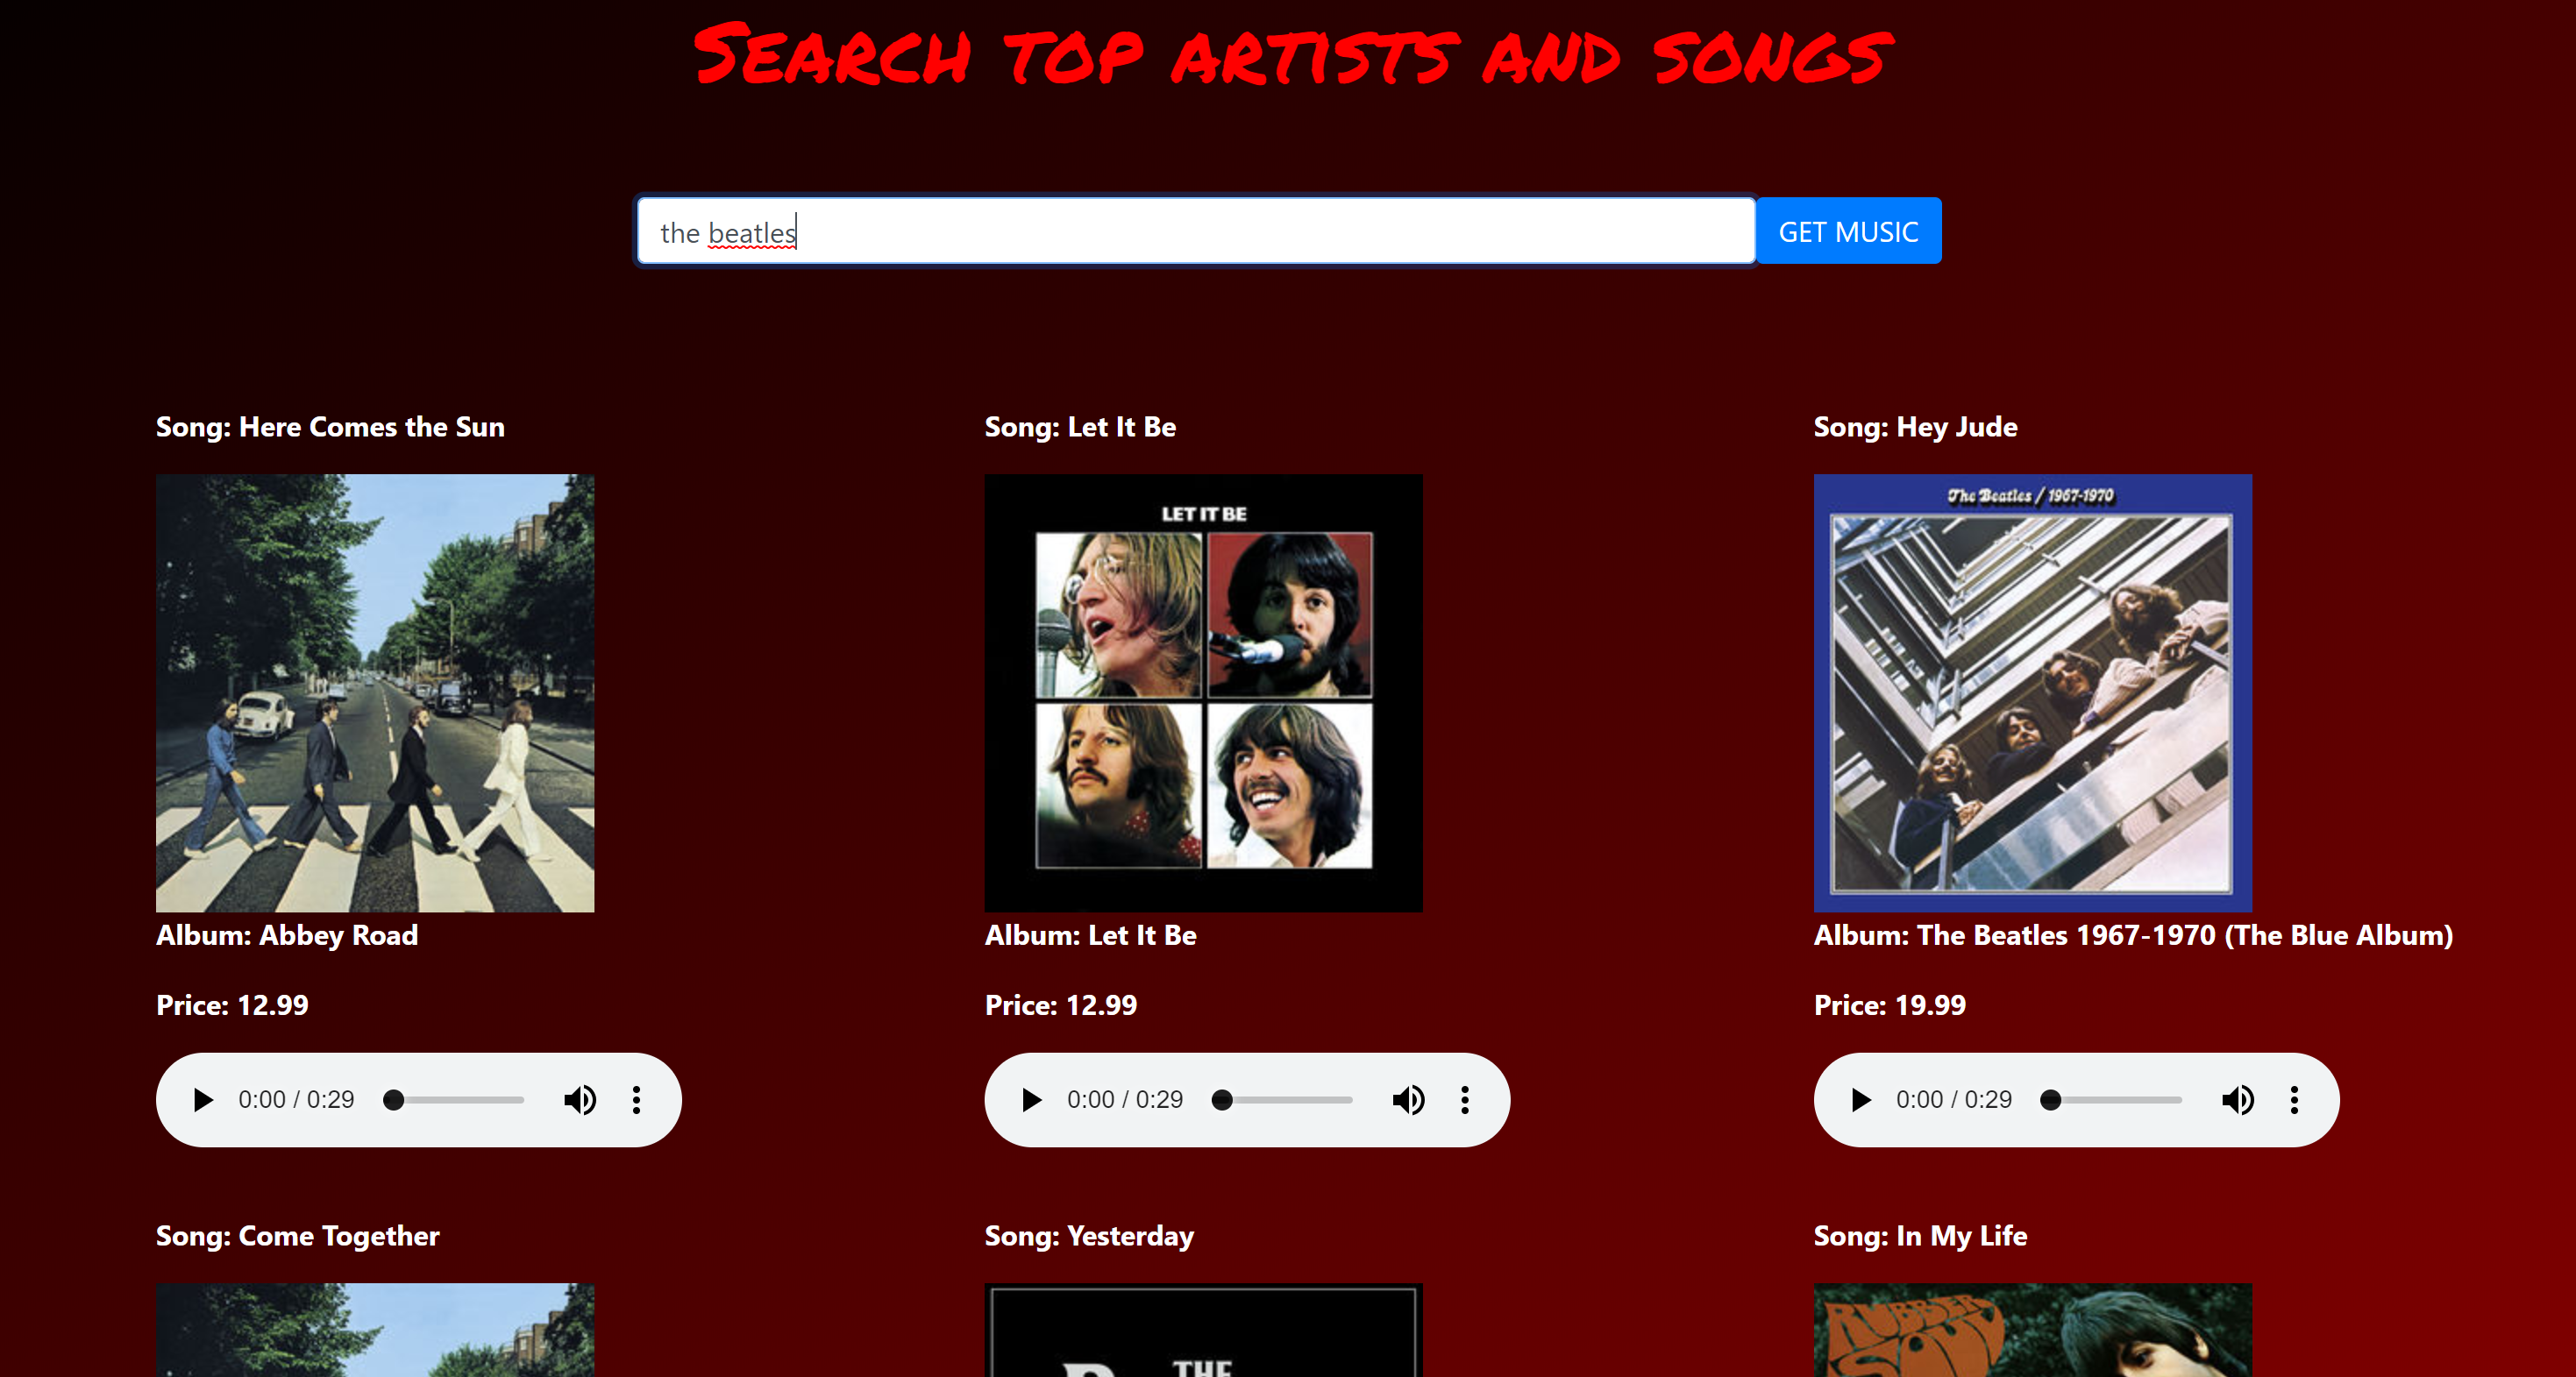 Search top artists and songs
the beatles
GET MUSIC
Song: Here Comes the Sun
Song: Let It Be
Song: Hey Jude
LET IT BE
The Beatles / 1967-1970
Album: Abbey Road
Album: Let It Be
Album: The Beatles 1967-1970 (The Blue Album)
Price: 12.99
Price: 12.99
Price: 19.99
0:00 / 0:29
0:00 / 0:29
0:00 / 0:29
Song: Come Together
Song: Yesterday
Song: In My Life
THE
RUBBER
SOUL